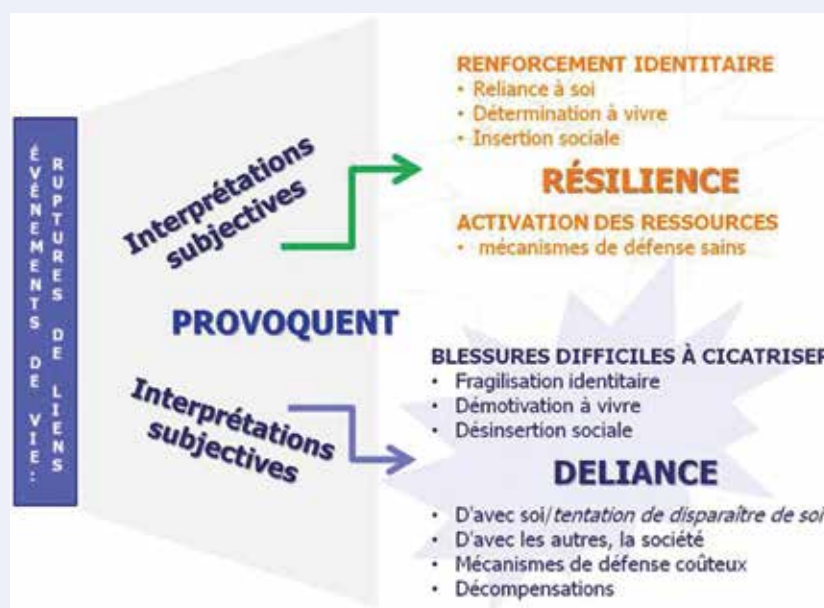 ÉVÉNEMENTS DE VIE :
RUPTURES DE LIENS
Interprétations
subjectives
PROVOQUENT
Interprétations
subjectives
RENFORCEMENT IDENTITAIRE
• Reliance à soi
• Détermination à vivre
• Insertion sociale
RÉSILIENCE
ACTIVATION DES RESSOURCES
• mécanismes de défense sains
BLESSURES DIFFICILES À CICATRISER
• Fragilisation identitaire
• Démotivation à vivre
• Désinsertion sociale
DELIANCE
• D'avec soi/tentation de disparaître de soi
• D'avec les autres, la société
• Mécanismes de défense coûteux
• Décompensations